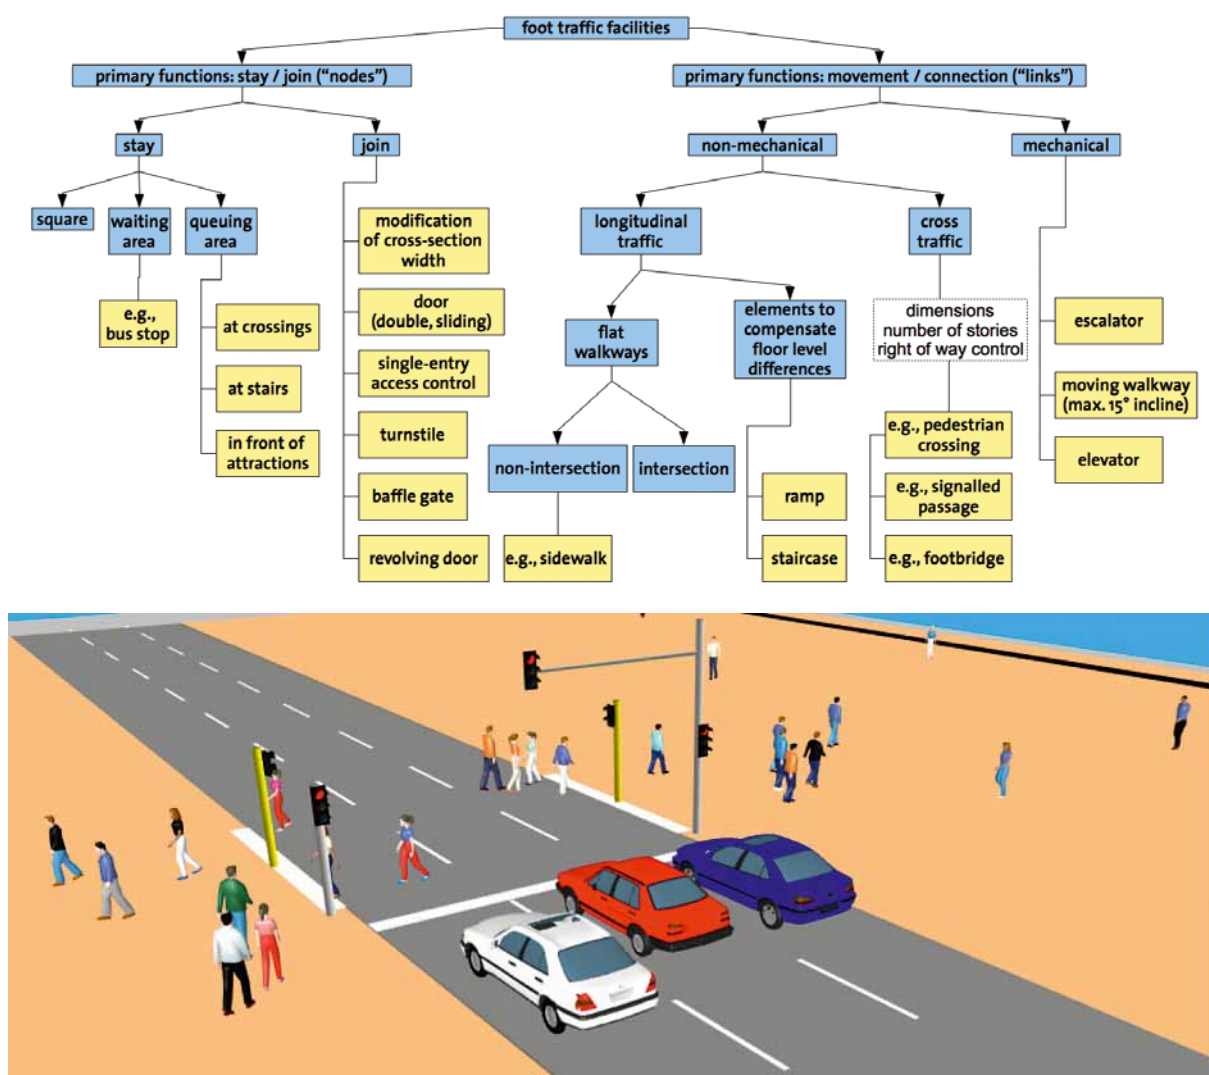 foot traffic facilities
primary functions: stay / join (“nodes”)
primary functions: movement / connection (“links”)
stay
join
non-mechanical
mechanical
square
waiting
area
queuing
area
longitudinal
traffic
cross
traffic
modification
of cross-section
width
e.g.,
bus stop
at crossings
at stairs
in front of
attractions
door
(double, sliding)
single-entry
access control
turnstile
baffle gate
revolving door
flat
walkways
elements to
compensate
floor level
differences
dimensions
number of stories
right of way control
non-intersection
intersection
e.g., sidewalk
ramp
staircase
e.g., pedestrian
crossing
e.g., signalled
passage
e.g., footbridge
escalator
moving walkway
(max. 15° incline)
elevator